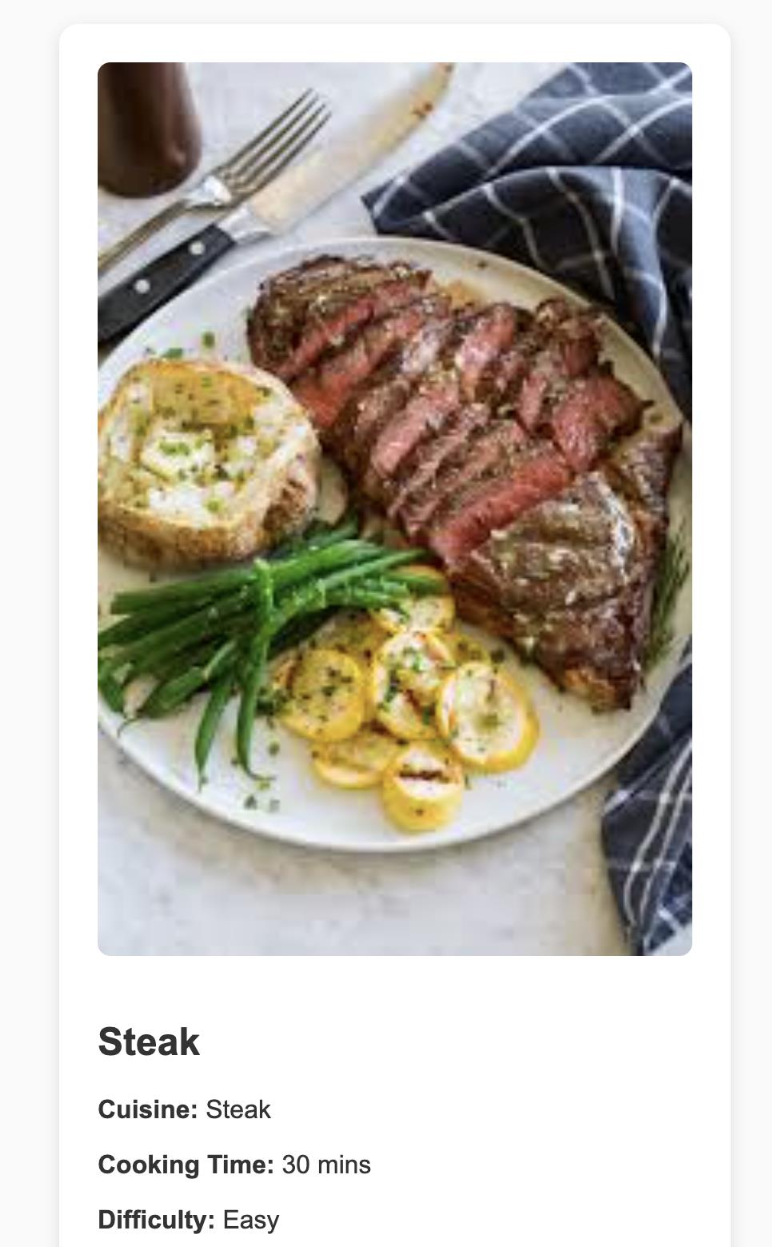 Steak
Cuisine: Steak
Cooking Time: 30 mins
Difficulty: Easy